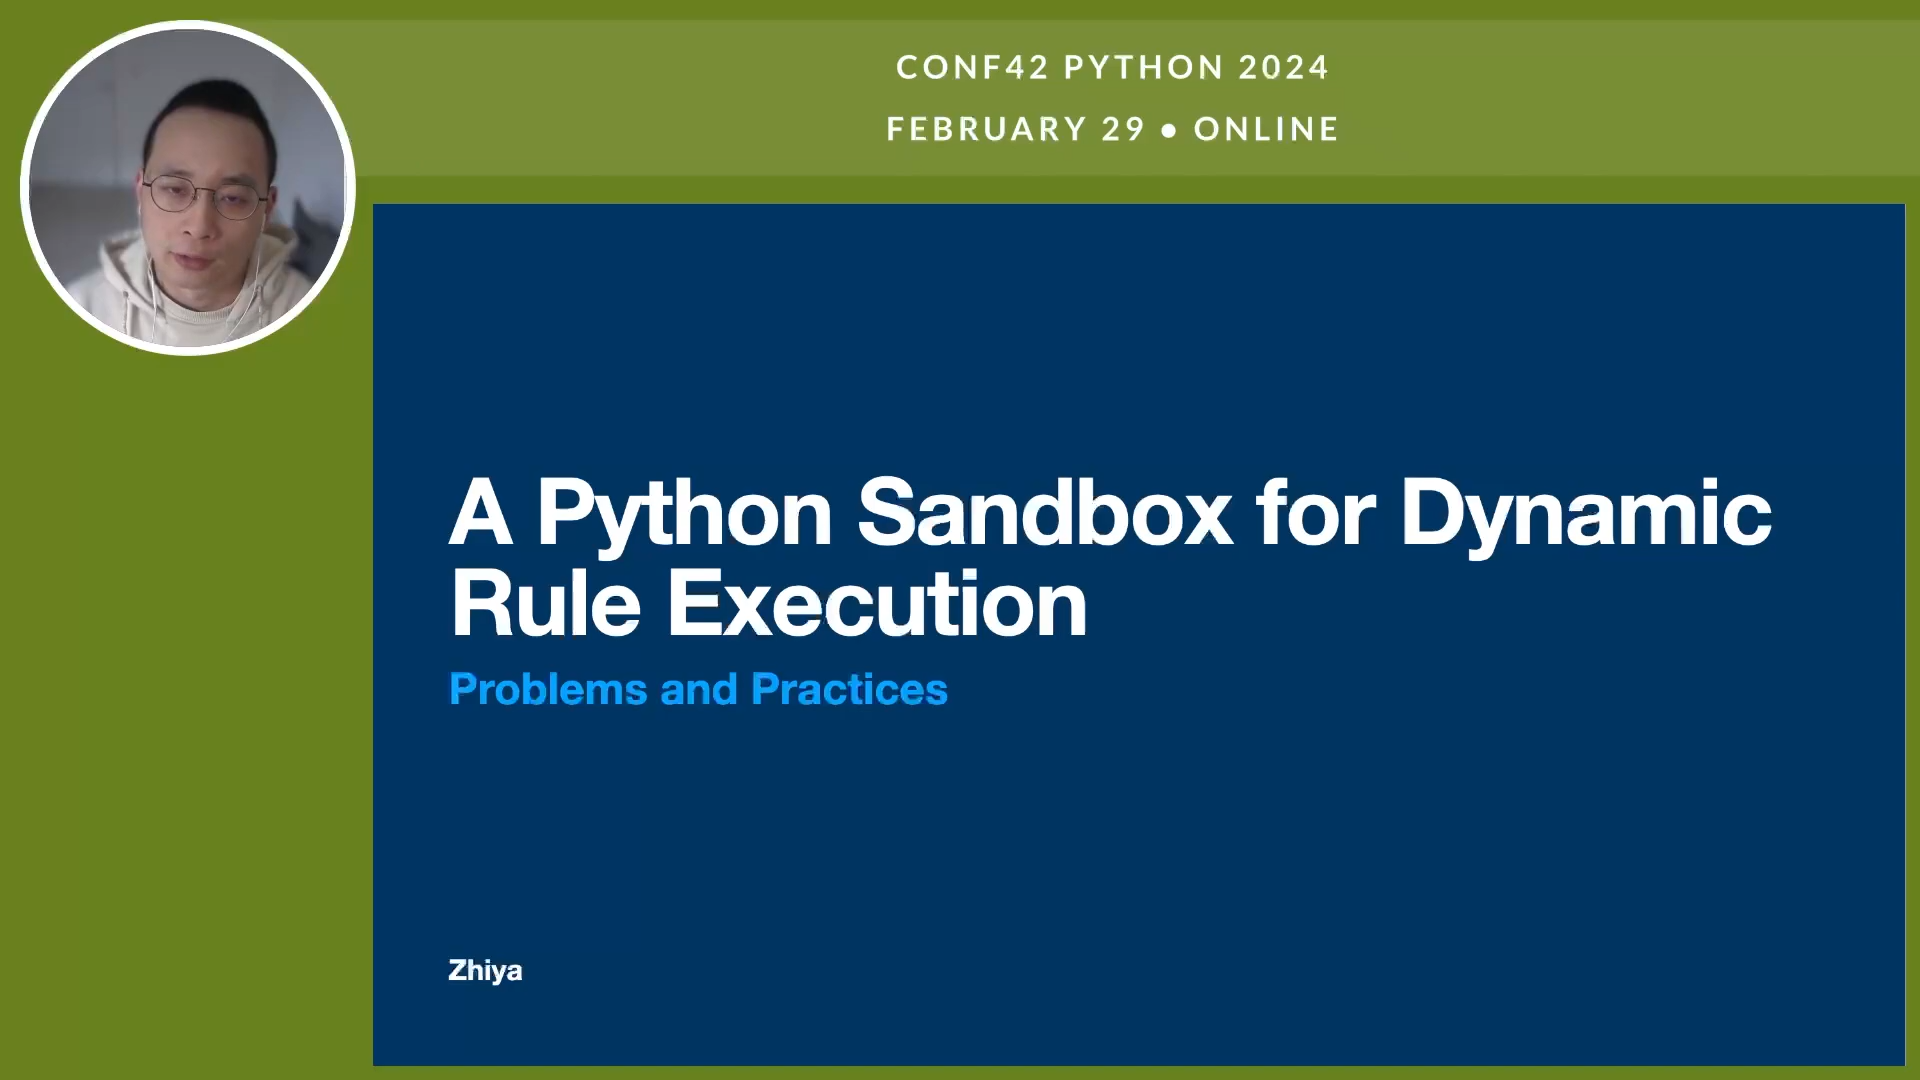 CONF42 PYTHON 2024
FEBRUARY 29 • ONLINE
A Python Sandbox for Dynamic
Rule Execution
Problems and Practices
Zhiya